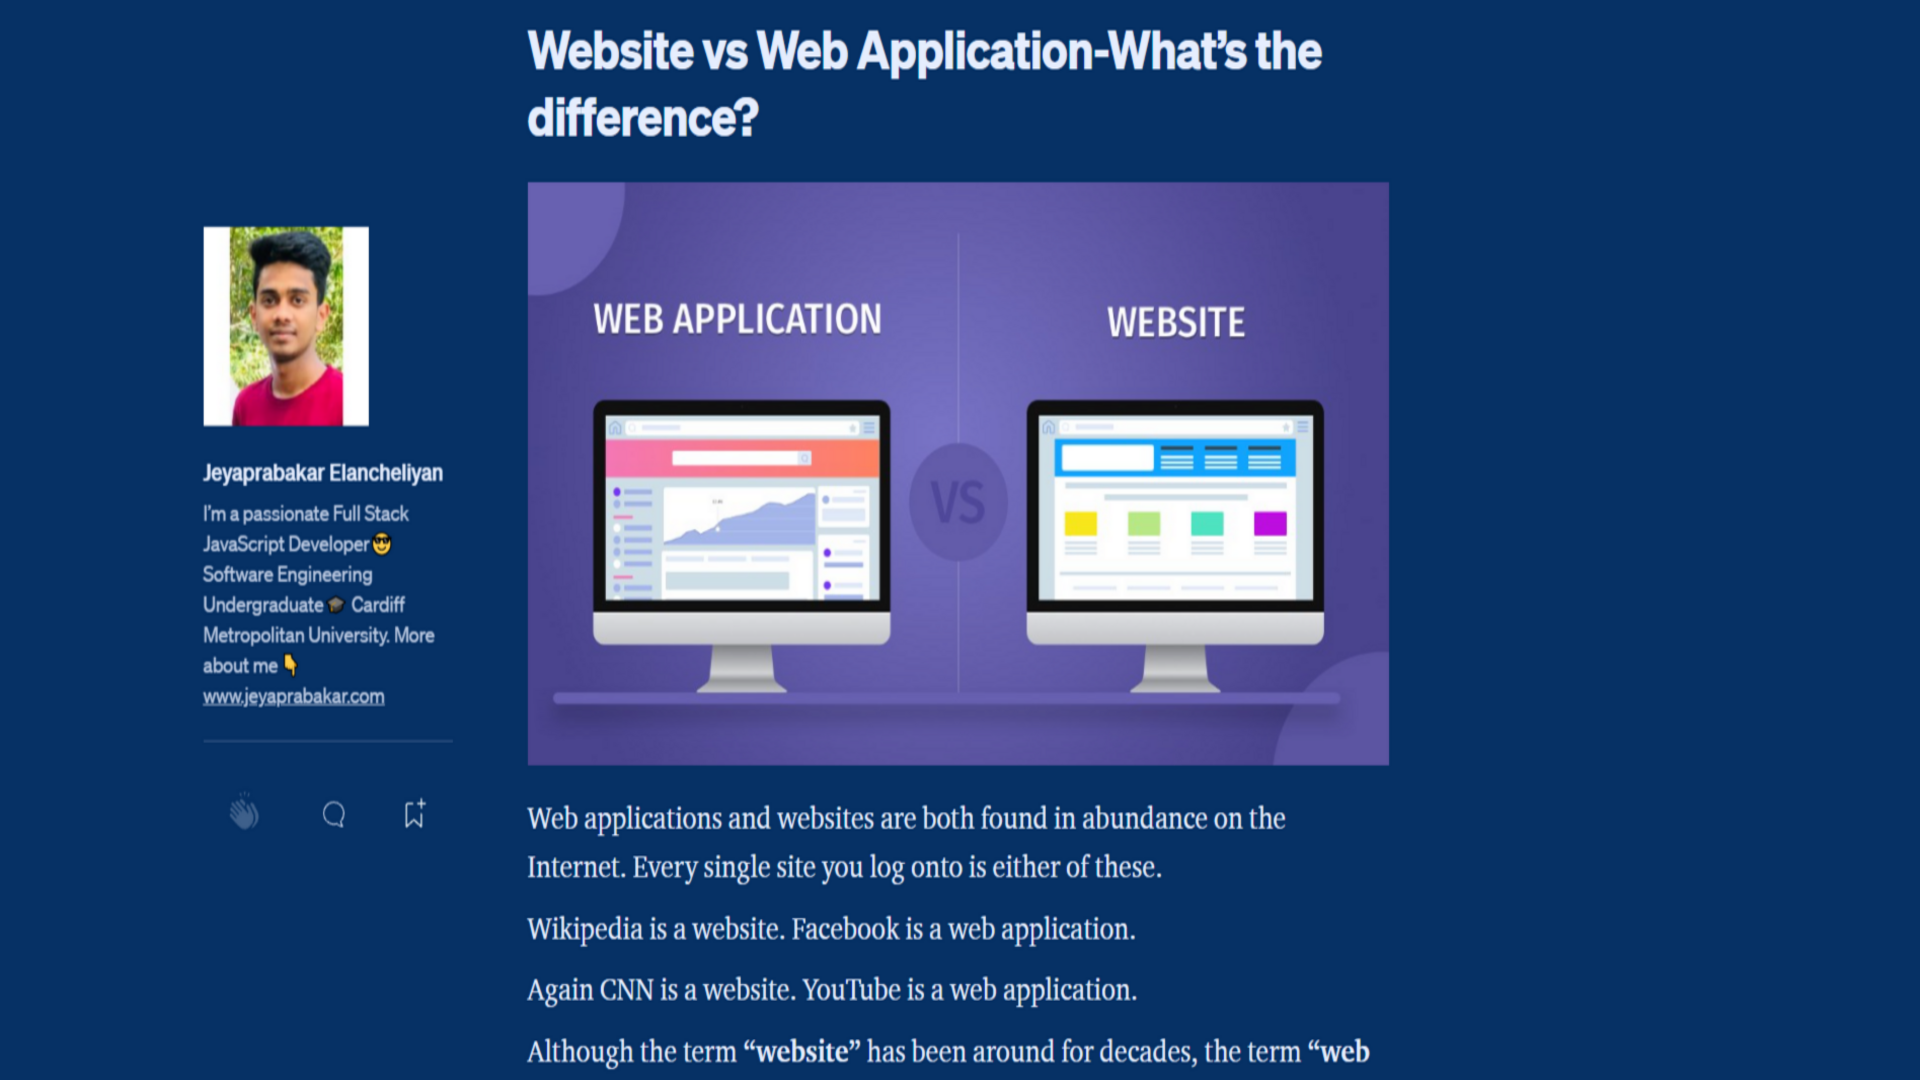 Website vs Web Application-What’s the
difference?
WEB APPLICATION
WEBSITE
VS
Jeyaprabakar Elancheliyan
I’m a passionate Full Stack
JavaScript Developer😎
Software Engineering
Undergraduate🎓 Cardiff
Metropolitan University. More
about me👇
www.jeyaprabakar.com
Web applications and websites are both found in abundance on the
Internet. Every single site you log onto is either of these.
Wikipedia is a website. Facebook is a web application.
Again CNN is a website. YouTube is a web application.
Although the term “website” has been around for decades, the term “web